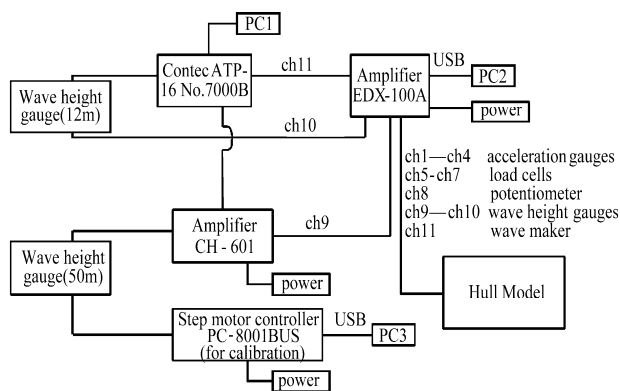 PC1
Contec ATP-
16 No.7000B
ch11
Amplifier
EDX-100A
USB
PC2
power
Wave height
gauge(12m)
ch10
ch1—ch4 acceleration gauges
ch5-ch7 load cells
ch8 potentiometer
ch9—ch10 wave height gauges
ch11 wave maker
Amplifier
CH - 601
ch9
Wave height
gauge(50m)
power
Hull Model
Step motor controller
PC-8001BUS
(for calibration)
USB
PC3
power